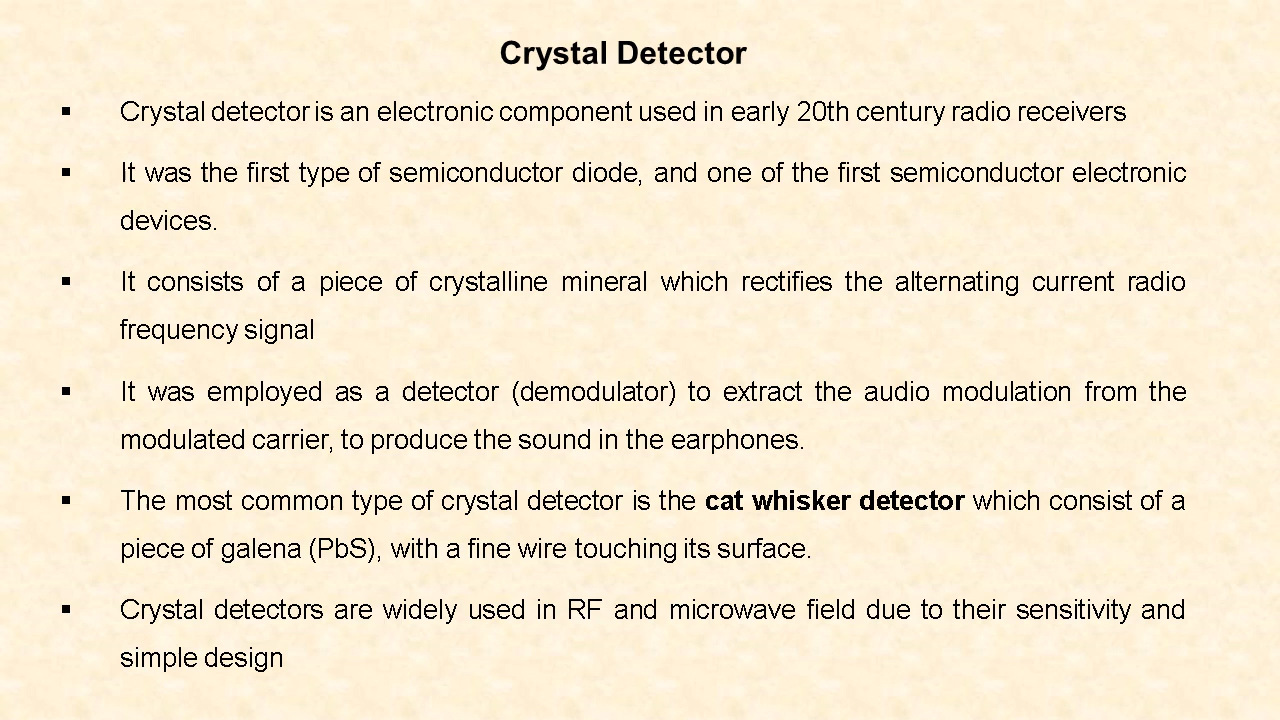 Crystal Detector
▪ Crystal detector is an electronic component used in early 20th century radio receivers
▪ It was the first type of semiconductor diode, and one of the first semiconductor electronic
devices.
▪ It consists of a piece of crystalline mineral which rectifies the alternating current radio
frequency signal
▪ It was employed as a detector (demodulator) to extract the audio modulation from the
modulated carrier, to produce the sound in the earphones.
▪ The most common type of crystal detector is the cat whisker detector which consist of a
piece of galena (PbS), with a fine wire touching its surface.
▪ Crystal detectors are widely used in RF and microwave field due to their sensitivity and
simple design